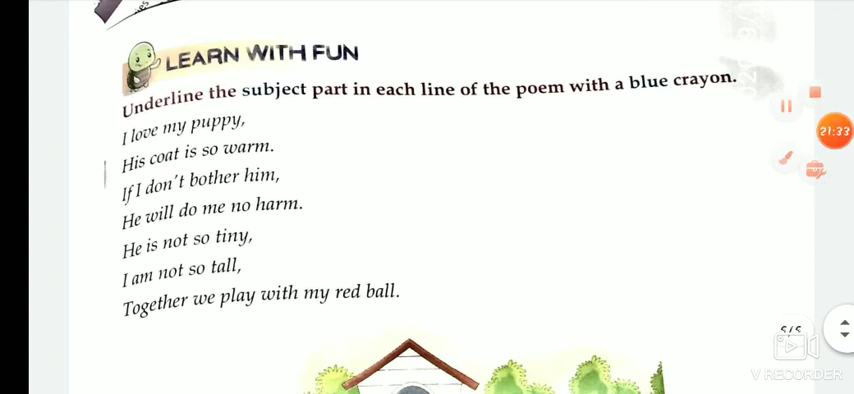 LEARN WITH FUN
Underline the subject part in each line of the poem with a blue crayon.
I love my puppy,
His coat is so warm.
If I don't bother him,
He will do me no harm.
He is not so tiny,
I am not so tall,
Together we play with my red ball.
21:33
5/5
V RECORDER